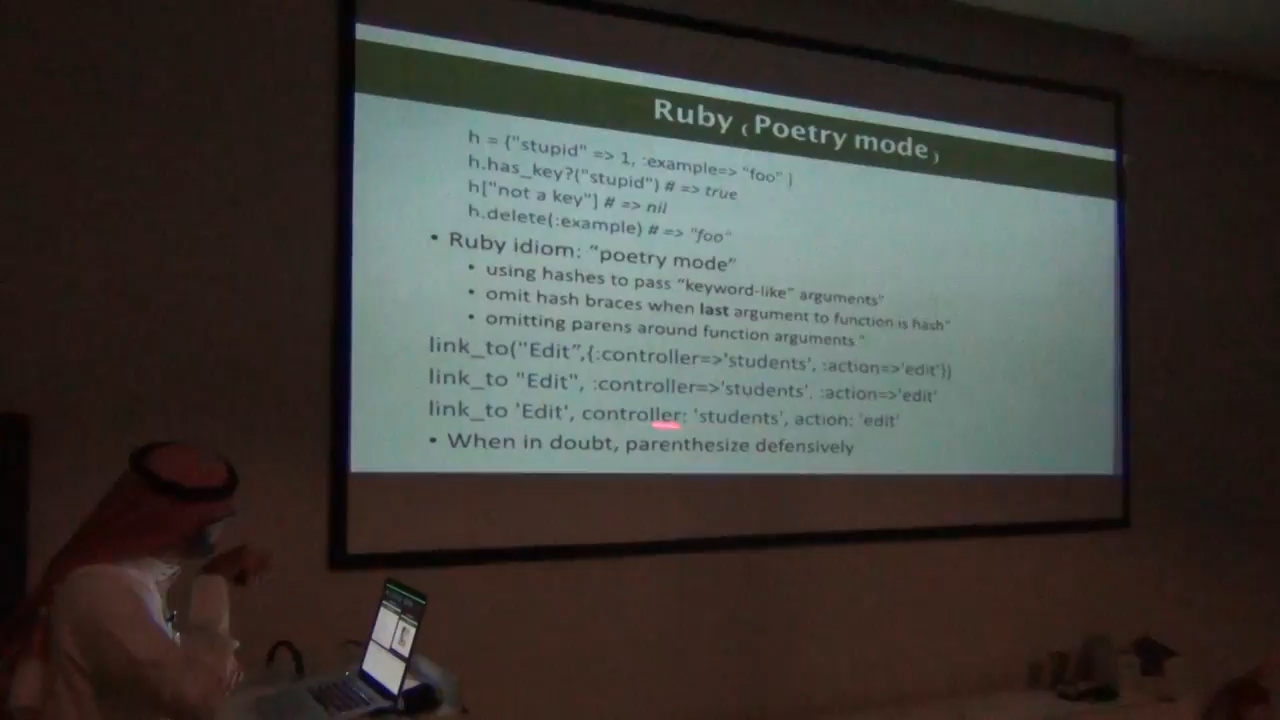 Ruby (Poetry mode)
h = {"stupid" => 1, :example=> "foo" }
h.has_key?("stupid") # => true
h["not a key"] # => nil
h.delete(:example) # => "foo"
• Ruby idiom: “poetry mode”
• using hashes to pass “keyword-like” arguments”
• omit hash braces when last argument to function is hash”
• omitting parens around function arguments”
link_to("Edit",{:controller=>'students', :action=>'edit'})
link_to "Edit", :controller=>'students', :action=>'edit'
link_to 'Edit', controller: 'students', action: 'edit'
• When in doubt, parenthesize defensively